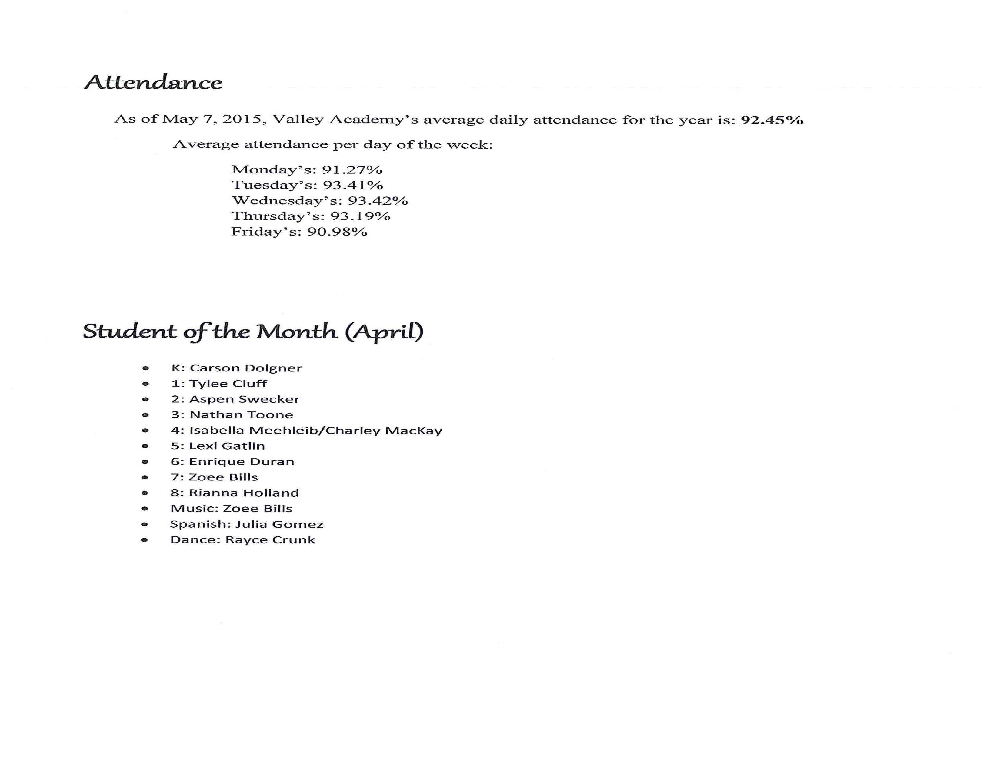 Attendance
As of May 7, 2015, Valley Academy’s average daily attendance for the year is: 92.45%
Average attendance per day of the week:
Monday’s: 91.27%
Tuesday’s: 93.41%
Wednesday’s: 93.42%
Thursday’s: 93.19%
Friday’s: 90.98%
Student of the Month (April)
• K: Carson Dolgner
• 1: Tylee Cluff
• 2: Aspen Swecker
• 3: Nathan Toone
• 4: Isabella Meehleib/Charley MacKay
• 5: Lexi Gatlin
• 6: Enrique Duran
• 7: Zoee Bills
• 8: Rianna Holland
• Music: Zoee Bills
• Spanish: Julia Gomez
• Dance: Rayce Crunk